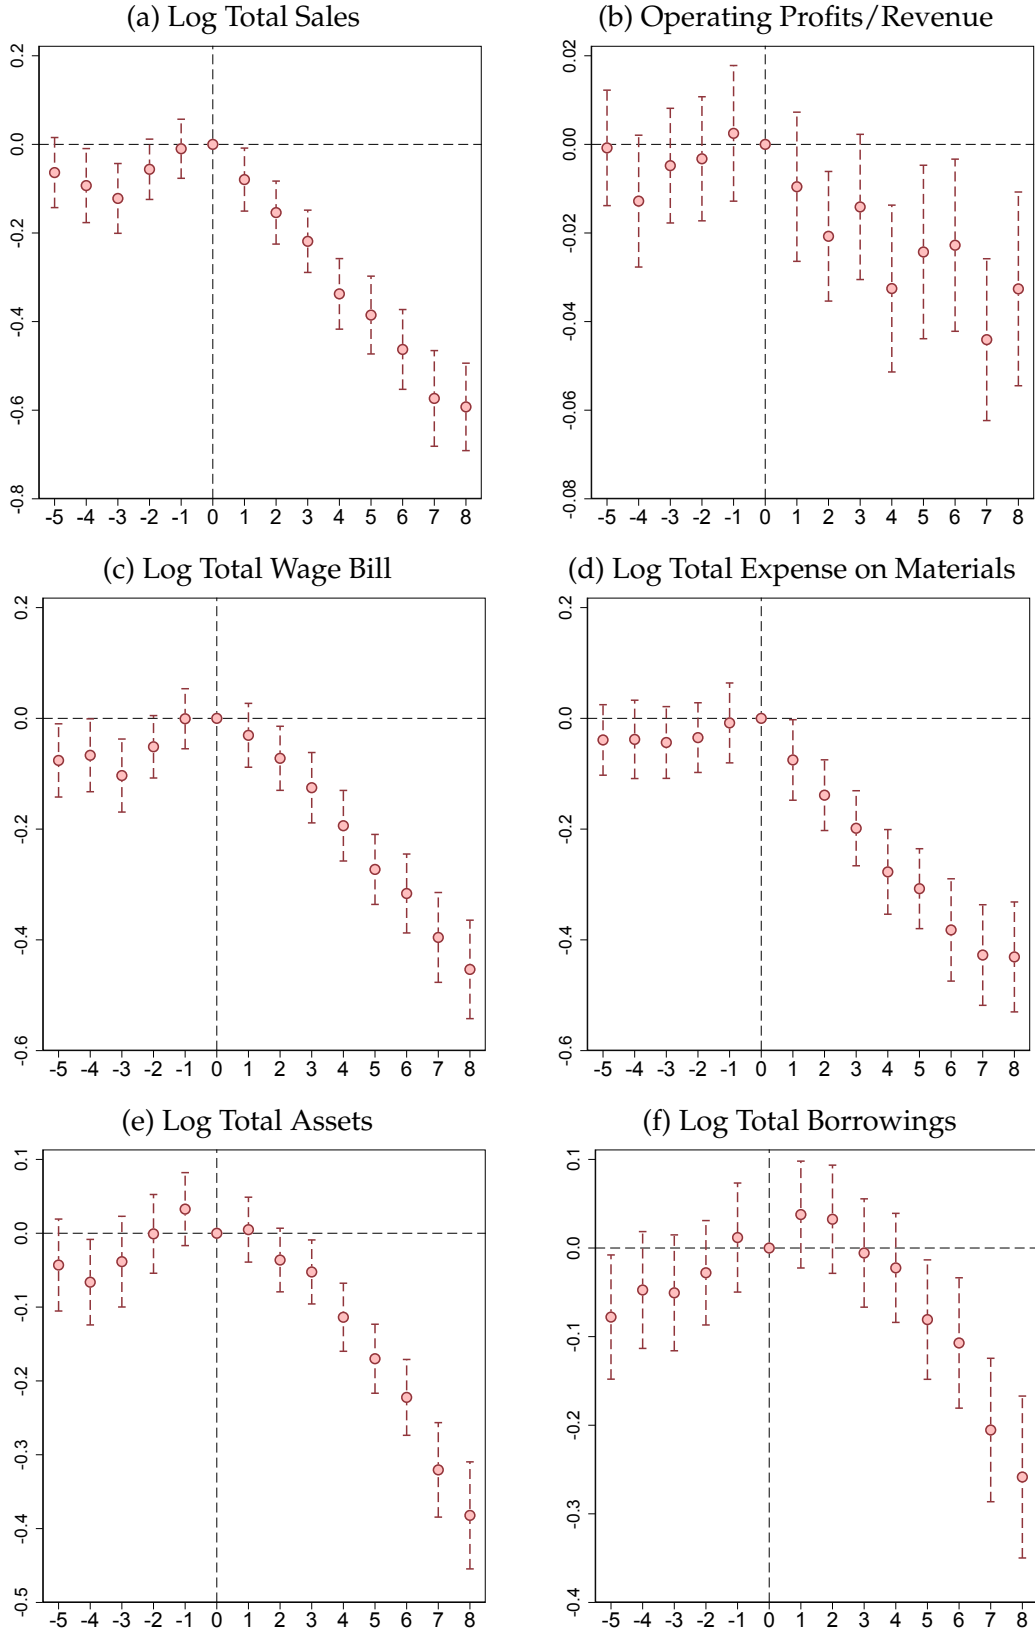 (a) Log Total Sales
0.2
0.0
-0.2
-0.4
-0.6
-0.8
-5 -4 -3 -2 -1 0 1 2 3 4 5 6 7 8
(b) Operating Profits/Revenue
0.02
0.00
-0.02
-0.04
-0.06
-0.08
-5 -4 -3 -2 -1 0 1 2 3 4 5 6 7 8
(c) Log Total Wage Bill
0.2
0.0
-0.2
-0.4
-0.6
-5 -4 -3 -2 -1 0 1 2 3 4 5 6 7 8
(d) Log Total Expense on Materials
0.2
0.0
-0.2
-0.4
-0.6
-5 -4 -3 -2 -1 0 1 2 3 4 5 6 7 8
(e) Log Total Assets
0.1
0.0
-0.1
-0.2
-0.3
-0.4
-0.5
-5 -4 -3 -2 -1 0 1 2 3 4 5 6 7 8
(f) Log Total Borrowings
0.1
0.0
-0.1
-0.2
-0.3
-0.4
-5 -4 -3 -2 -1 0 1 2 3 4 5 6 7 8